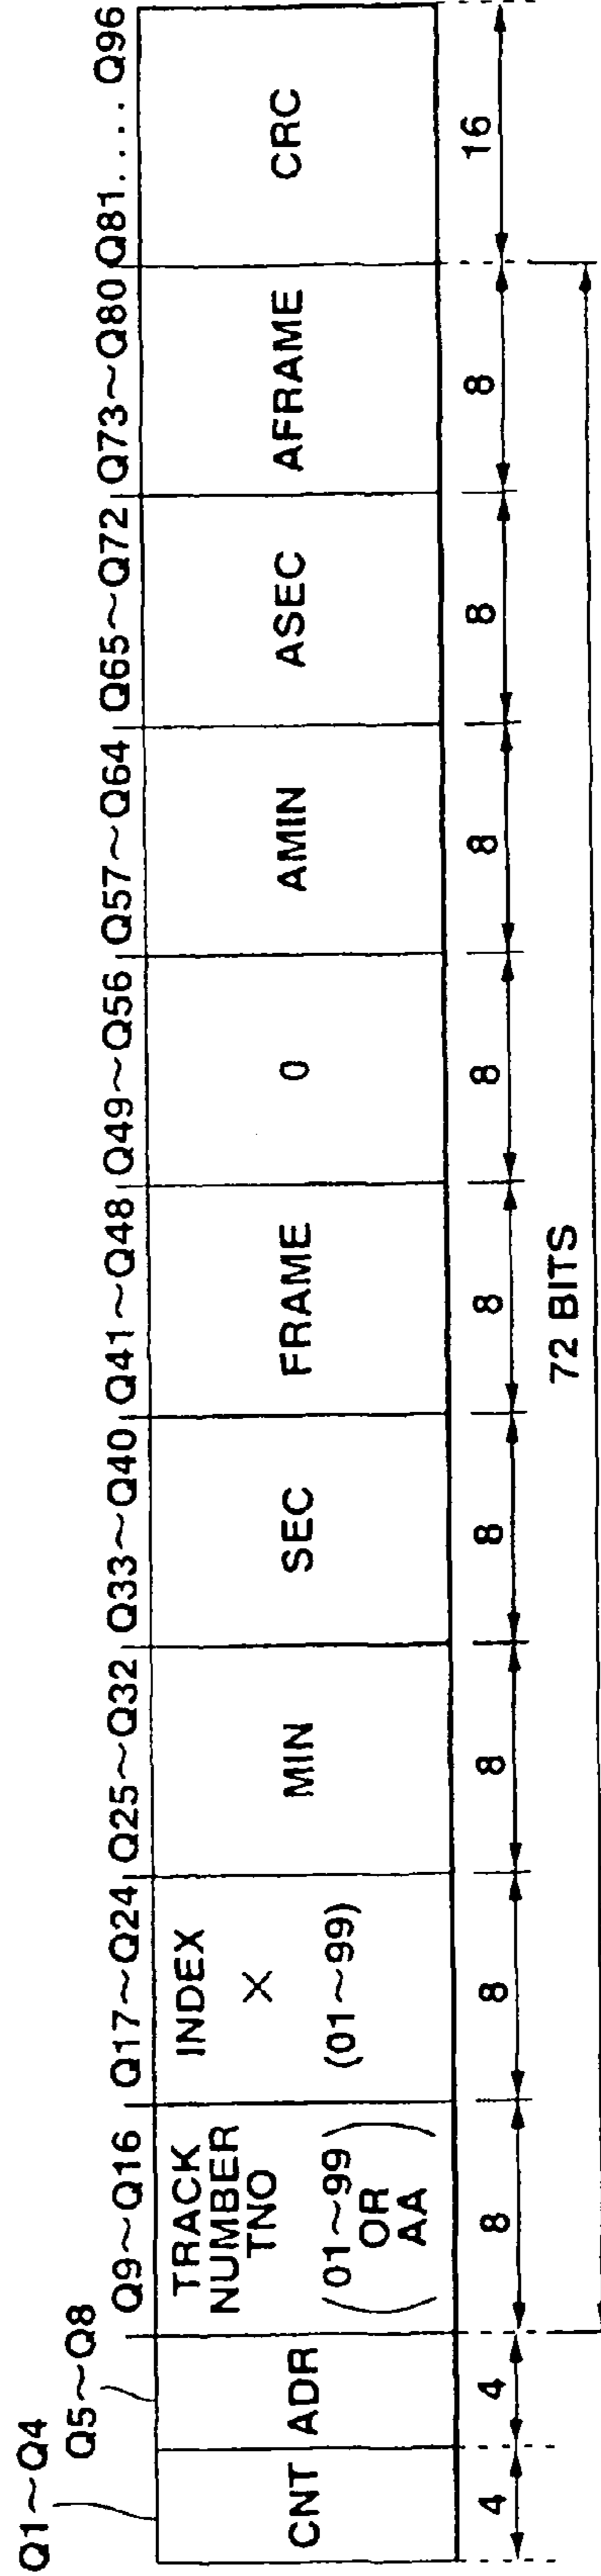 Q1～Q4
Q5～Q8
Q9～Q16
Q17～Q24
Q25～Q32
Q33～Q40
Q41～Q48
Q49～Q56
Q57～Q64
Q65～Q72
Q73～Q80
Q81.... Q96
CNT
ADR
TRACK
NUMBER
TNO
(01～99
OR
AA)
INDEX
X
(01～99)
MIN
SEC
FRAME
0
AMIN
ASEC
AFRAME
CRC
4
4
8
8
8
8
8
8
8
8
8
16
72 BITS